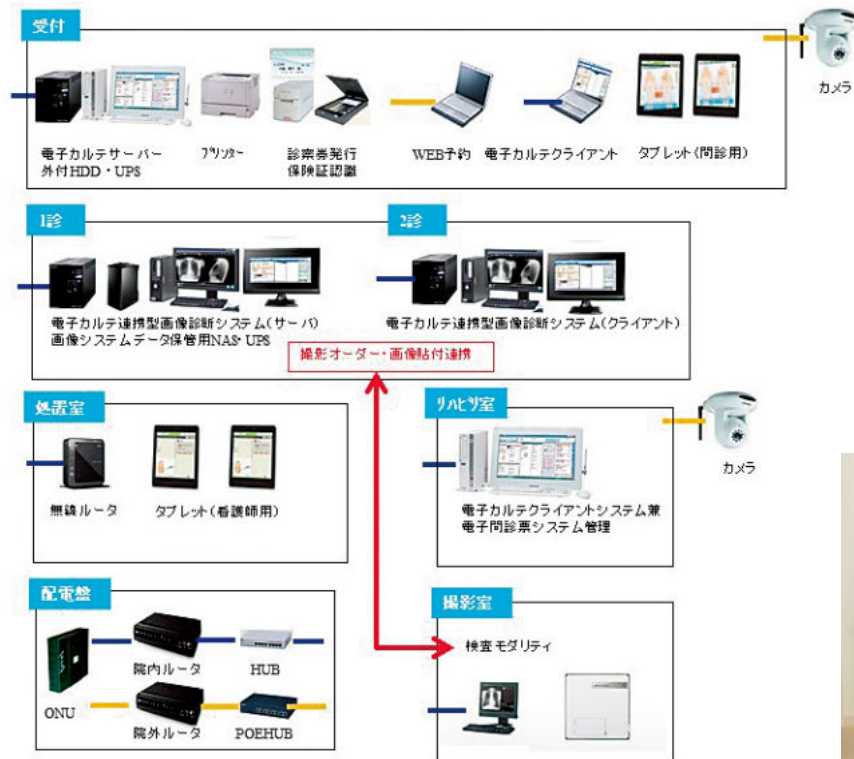 受付
カメラ
電子カルテサーバー
外付HDD・UPS
プリンター
診察券発行
保険証認識
WEB予約
電子カルテクライアント
タブレット(問診用)
1診
2診
電子カルテ連携型画像診断システム(サーバ)
画像システムデータ保管用NAS・UPS
電子カルテ連携型画像診断システム(クライアント)
撮影オーダー・画像貼付連携
処置室
無線ルータ
タブレット(看護師用)
リハビリ室
カメラ
電子カルテクライアントシステム兼
電子問診票システム管理
配電盤
院内ルータ
HUB
ONU
院外ルータ
POEHUB
撮影室
検査モダリティ